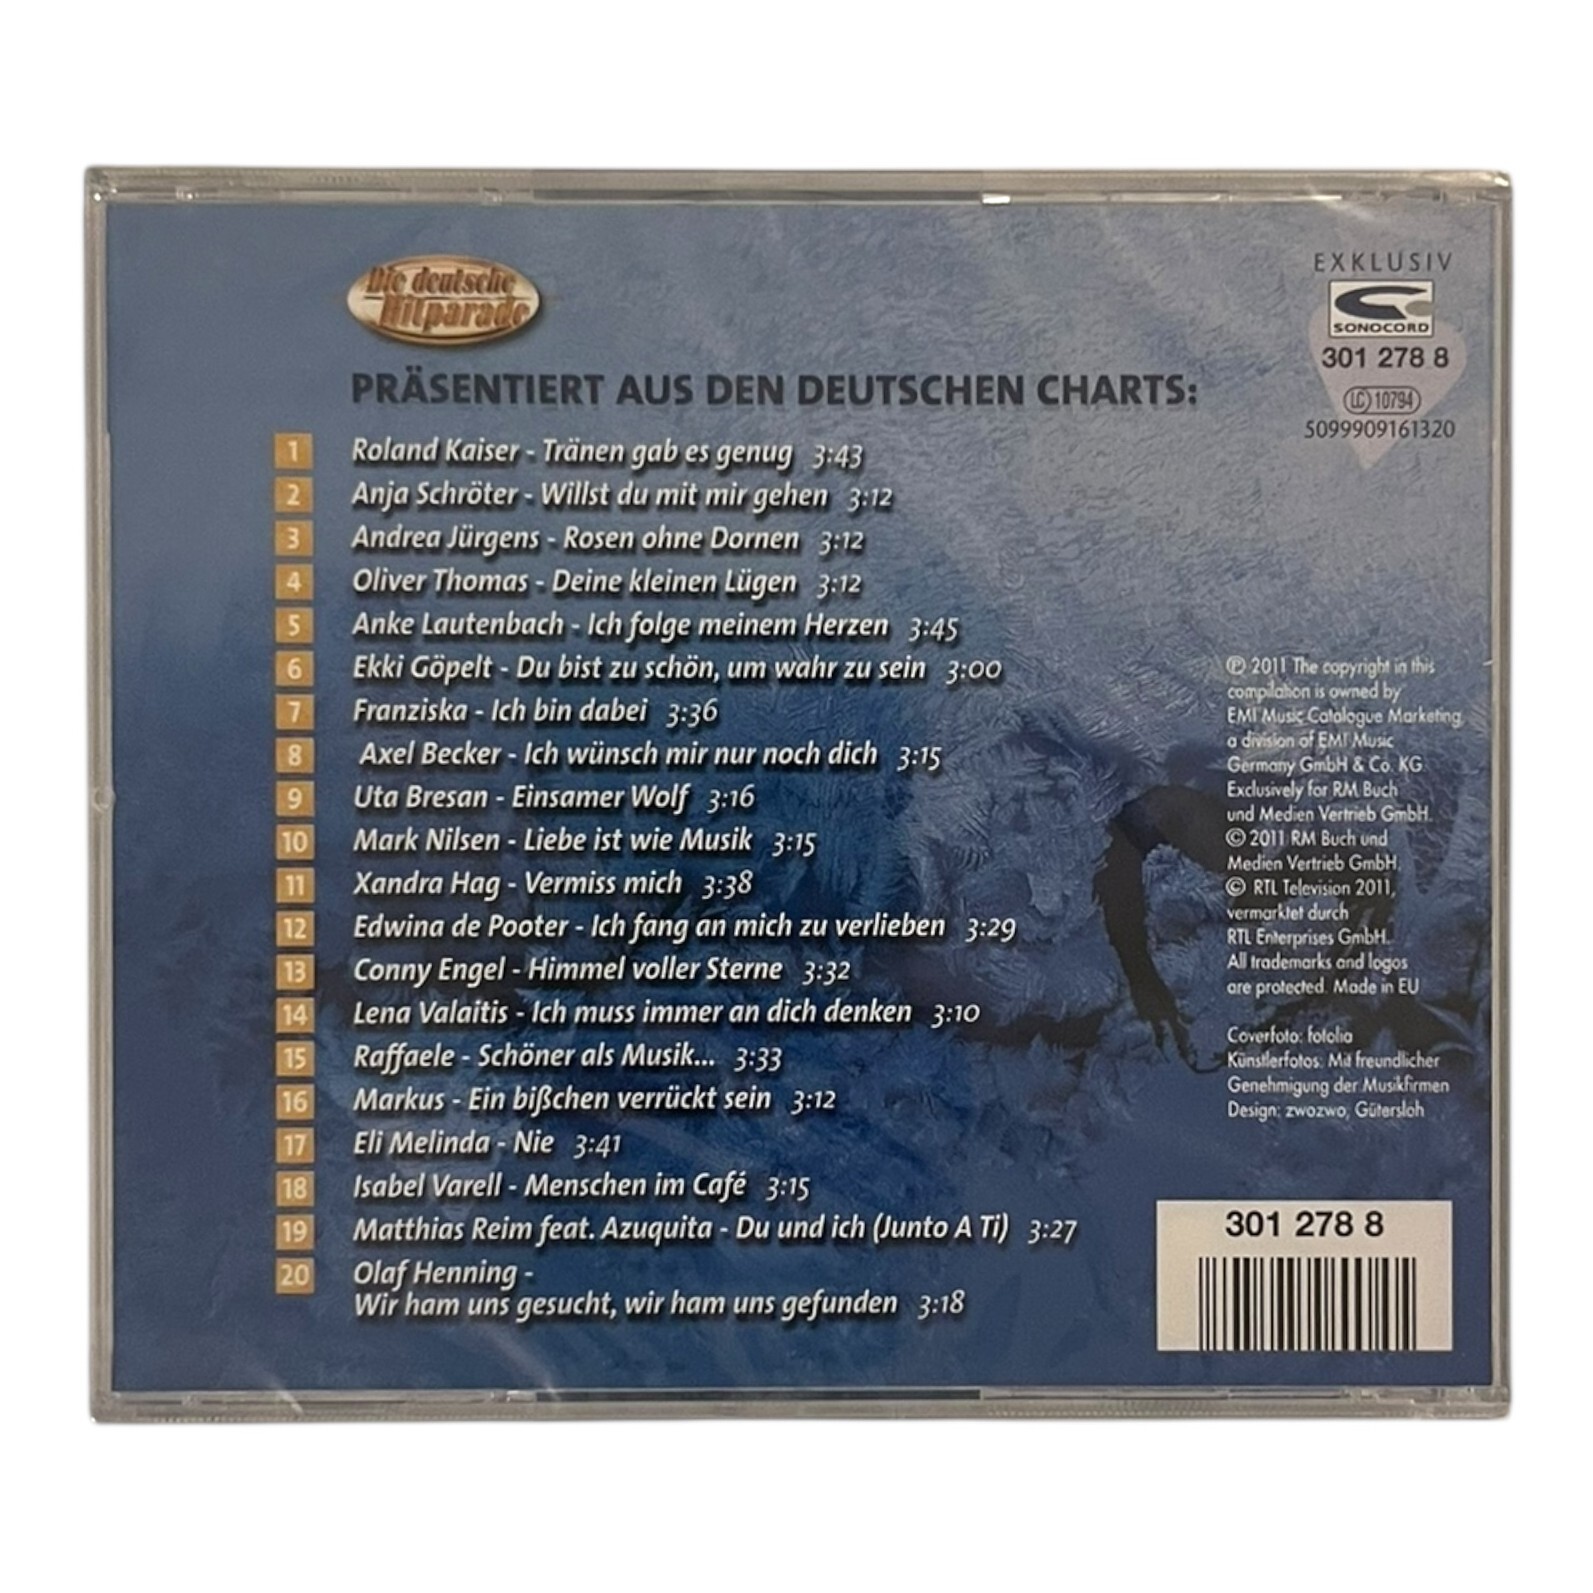 Die deutsche
Hitparade
EXKLUSIV
SONOCORD
301 278 8
LC 10794
5099909161320
PRÄSENTIERT AUS DEN DEUTSCHEN CHARTS:
1 Roland Kaiser - Tränen gab es genug 3:43
2 Anja Schröter - Willst du mit mir gehen 3:12
3 Andrea Jürgens - Rosen ohne Dornen 3:12
4 Oliver Thomas - Deine kleinen Lügen 3:12
5 Anke Lautenbach - Ich folge meinem Herzen 3:45
6 Ekki Göpelt - Du bist zu schön, um wahr zu sein 3:00
7 Franziska - Ich bin dabei 3:36
8 Axel Becker - Ich wünsch mir nur noch dich 3:15
9 Uta Bresan - Einsamer Wolf 3:16
10 Mark Nilsen - Liebe ist wie Musik 3:15
11 Xandra Hag - Vermiss mich 3:38
12 Edwina de Pooter - Ich fang an mich zu verlieben 3:29
13 Conny Engel - Himmel voller Sterne 3:32
14 Lena Valaitis - Ich muss immer an dich denken 3:10
15 Raffaele - Schöner als Musik... 3:33
16 Markus - Ein bißchen verrückt sein 3:12
17 Eli Melinda - Nie 3:41
18 Isabel Varell - Menschen im Café 3:15
19 Matthias Reim feat. Azuquita - Du und ich (Junto A Ti) 3:27
20 Olaf Henning -
Wir ham uns gesucht, wir ham uns gefunden 3:18
℗ 2011 The copyright in this
compilation is owned by
EMI Music Catalogue Marketing,
a division of EMI Music
Germany GmbH & Co. KG
Exclusively for RM Buch
und Medien Vertrieb GmbH.
© 2011 RM Buch und
Medien Vertrieb GmbH.
© RTL Television 2011,
vermarktet durch
RTL Enterprises GmbH.
All trademarks and logos
are protected. Made in EU
Coverfoto: fotolia
Künstlerfotos: Mit freundlicher
Genehmigung der Musikfirmen
Design: zwozwo, Gütersloh
301 278 8